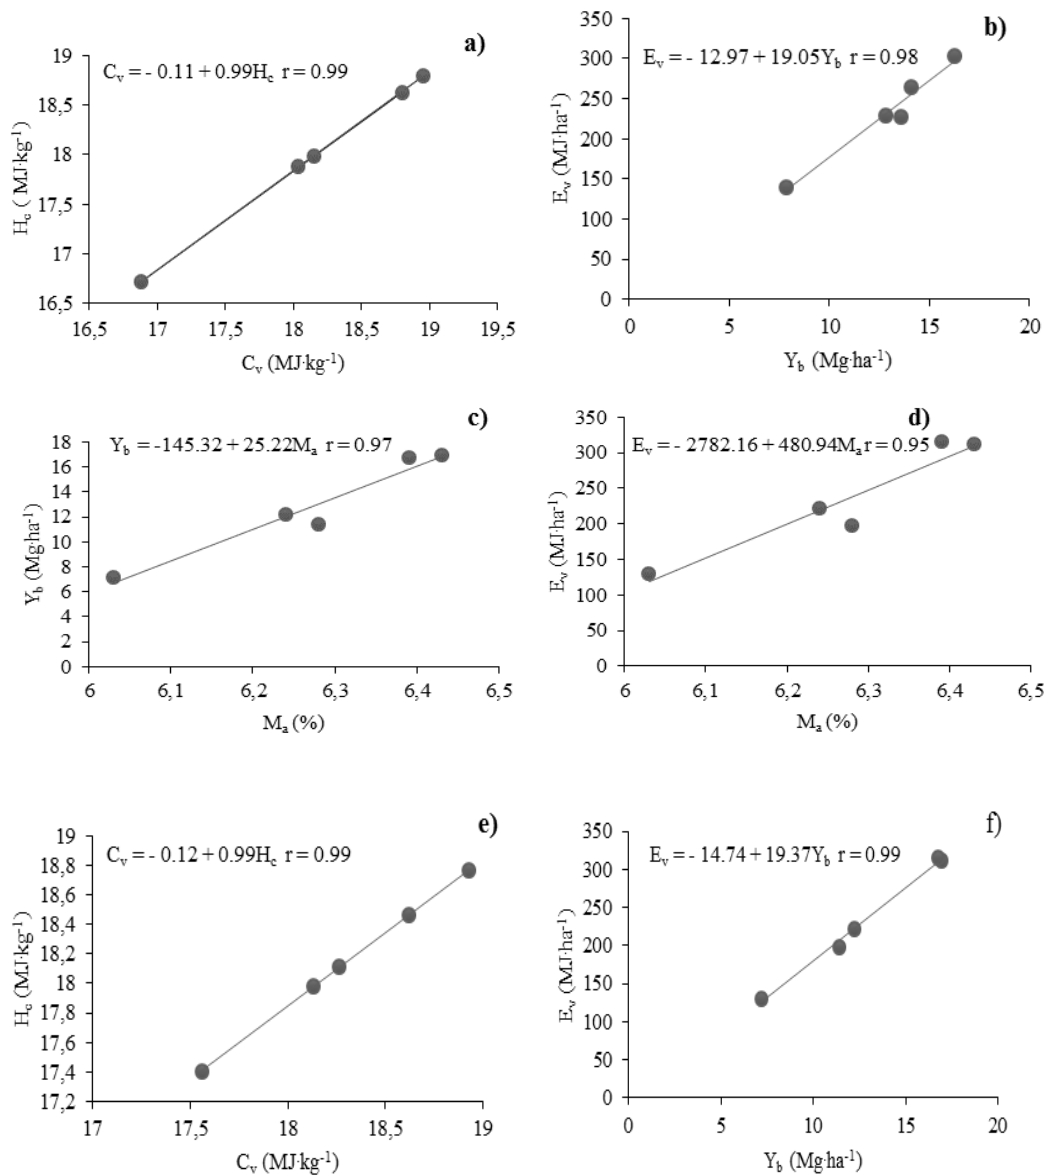 a)
C_v = - 0.11 + 0.99H_c r = 0.99
19
18,5
18
17,5
17
16,5
H_c ( MJ·kg⁻¹)
16,5 17 17,5 18 18,5 19 19,5
C_v (MJ·kg⁻¹)
b)
E_v = - 12.97 + 19.05Y_b r = 0.98
350
300
250
200
150
100
50
0
E_v (MJ·ha⁻¹)
0 5 10 15 20
Y_b (Mg·ha⁻¹)
c)
Y_b = -145.32 + 25.22M_a r = 0.97
18
16
14
12
10
8
6
4
2
0
Y_b (Mg·ha⁻¹)
6 6,1 6,2 6,3 6,4 6,5
M_a (%)
d)
E_v = - 2782.16 + 480.94M_a r = 0.95
350
300
250
200
150
100
50
0
E_v (MJ·ha⁻¹)
6 6,1 6,2 6,3 6,4 6,5
M_a (%)
e)
C_v = - 0.12 + 0.99H_c r = 0.99
19
18,8
18,6
18,4
18,2
18
17,8
17,6
17,4
17,2
H_c (MJ·kg⁻¹)
17 17,5 18 18,5 19
C_v (MJ·kg⁻¹)
f)
E_v = - 14.74 + 19.37Y_b r = 0.99
350
300
250
200
150
100
50
0
E_v (MJ·ha⁻¹)
0 5 10 15 20
Y_b (Mg·ha⁻¹)